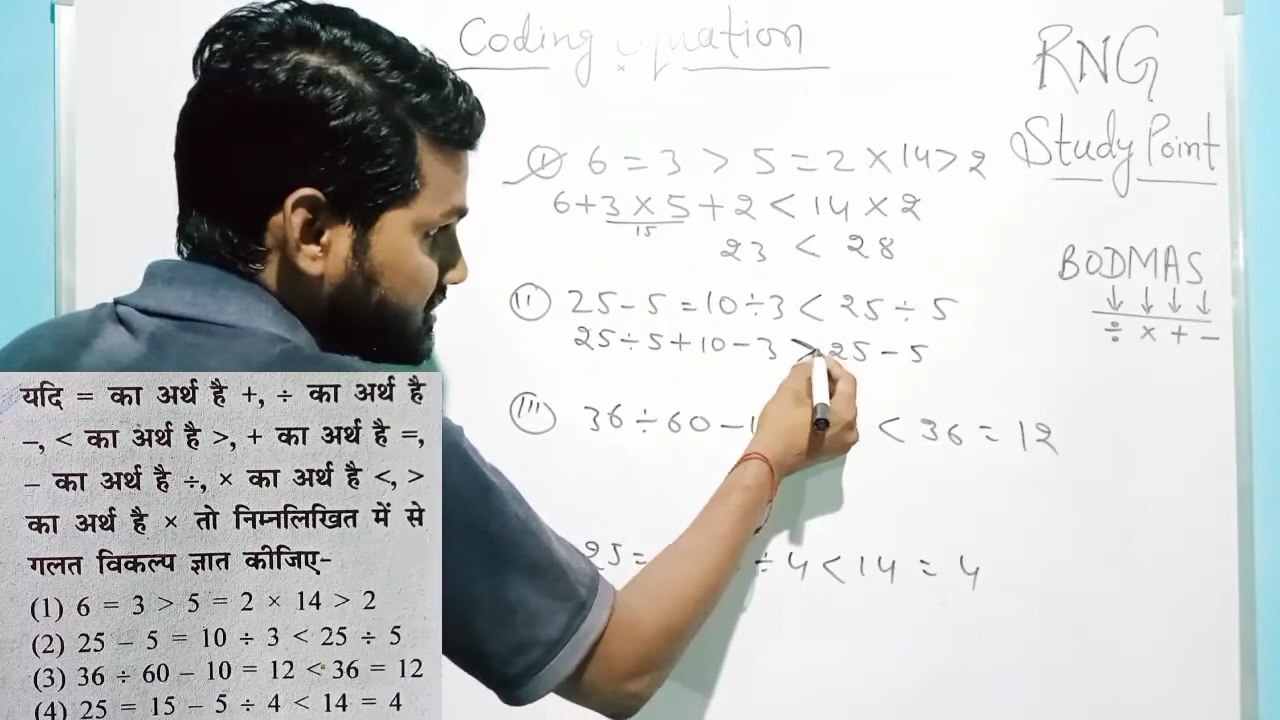 Coding Equation
RNG
Study Point
(I) 6 = 3 > 5 = 2 × 14 > 2
6 + 3 × 5 + 2 < 14 × 2
15
23 < 28
BODMAS
↓ ↓ ↓ ↓
÷ × + −
(II) 25 − 5 = 10 ÷ 3 < 25 ÷ 5
25 ÷ 5 + 10 − 3 > 25 − 5
(III) 36 ÷ 60 − 1 < 36 = 12
25 = ÷ 4 < 14 = 4
यदि = का अर्थ है +, ÷ का अर्थ है
–, < का अर्थ है >, + का अर्थ है =,
– का अर्थ है ÷, × का अर्थ है <, >
का अर्थ है × तो निम्नलिखित में से
गलत विकल्प ज्ञात कीजिए-
(1) 6 = 3 > 5 = 2 × 14 > 2
(2) 25 − 5 = 10 ÷ 3 < 25 ÷ 5
(3) 36 ÷ 60 − 10 = 12 < 36 = 12
(4) 25 = 15 − 5 ÷ 4 < 14 = 4